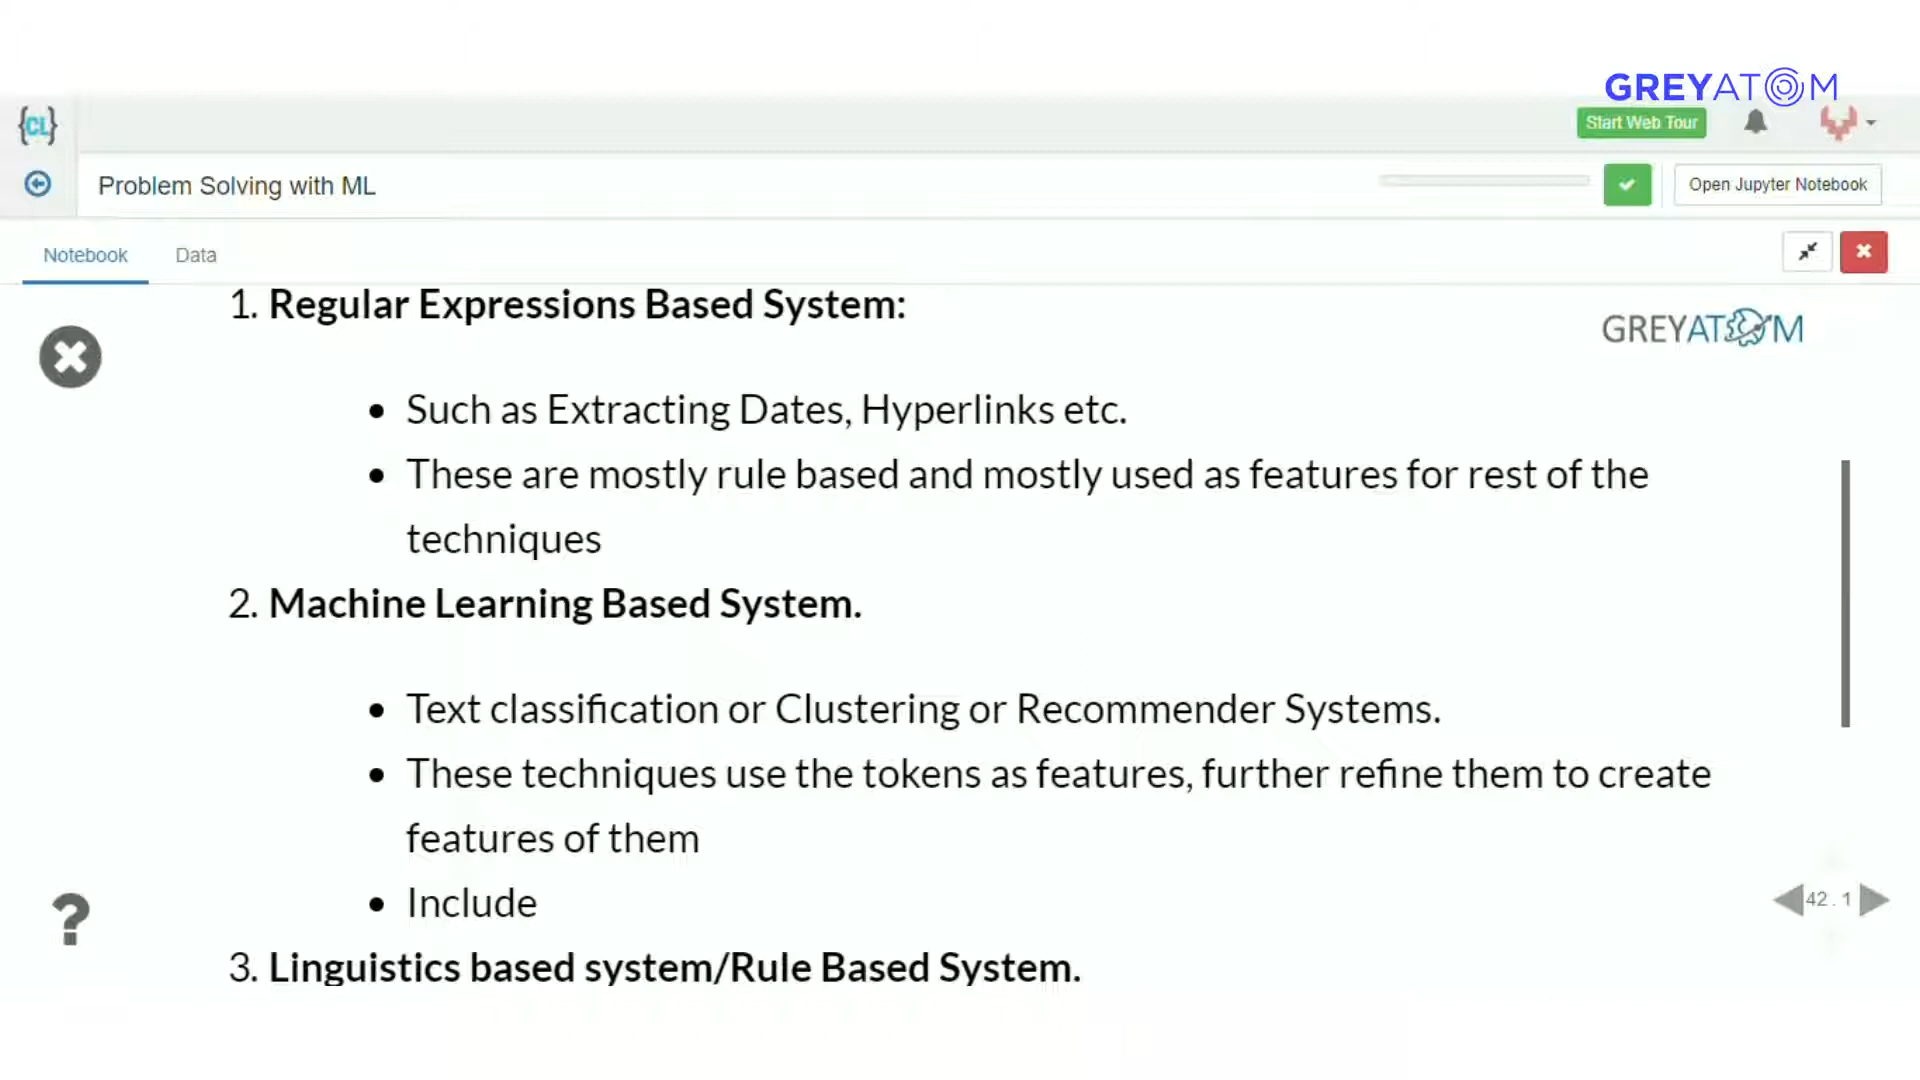 GREYATOM
{CL}
Start Web Tour
Problem Solving with ML
Open Jupyter Notebook
Notebook
Data
1. Regular Expressions Based System:
GREYATOM
• Such as Extracting Dates, Hyperlinks etc.
• These are mostly rule based and mostly used as features for rest of the
techniques
2. Machine Learning Based System.
• Text classification or Clustering or Recommender Systems.
• These techniques use the tokens as features, further refine them to create
features of them
• Include
?
42 . 1
3. Linguistics based system/Rule Based System.